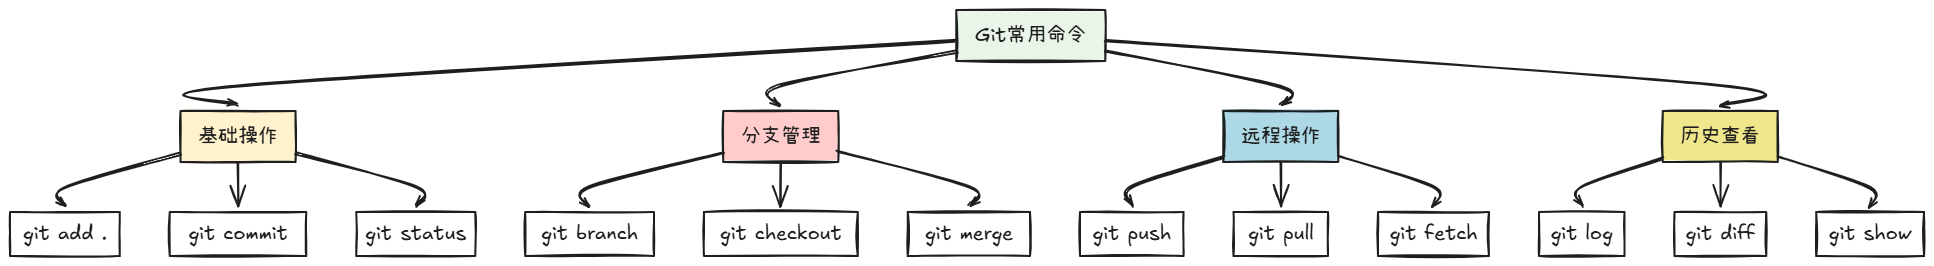 Git常用命令
基础操作
分支管理
远程操作
历史查看
git add .
git commit
git status
git branch
git checkout
git merge
git push
git pull
git fetch
git log
git diff
git show